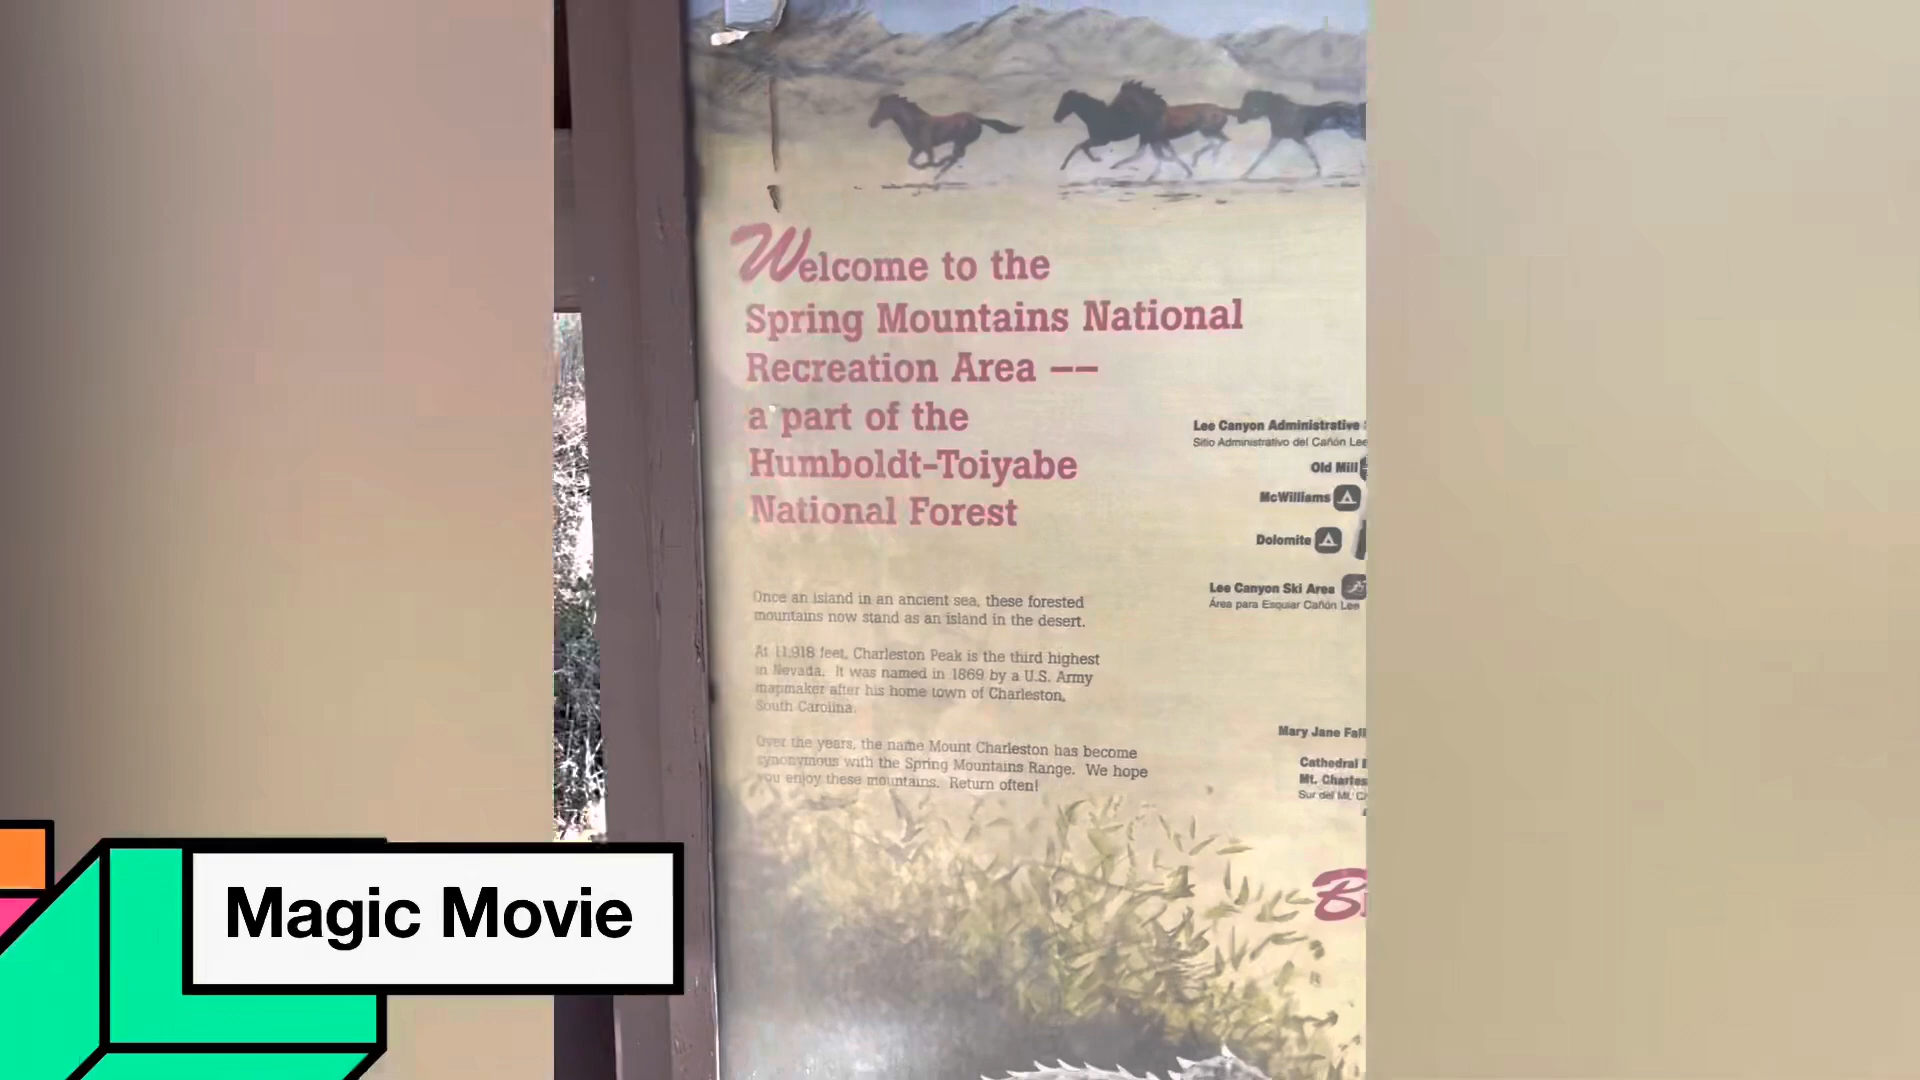 Welcome to the
Spring Mountains National
Recreation Area --
a part of the
Humboldt-Toiyabe
National Forest
Once an island in an ancient sea, these forested
mountains now stand as an island in the desert.
At 11,918 feet, Charleston Peak is the third highest
in Nevada. It was named in 1869 by a U.S. Army
mapmaker after his home town of Charleston,
South Carolina.
Over the years, the name Mount Charleston has become
synonymous with the Spring Mountains Range. We hope
you enjoy these mountains. Return often!
Lee Canyon Administrative
Sitio Administrativo del Cañón Lee
Old Mill
McWilliams
Dolomite
Lee Canyon Ski Area
Área para Esquiar Cañón Lee
Mary Jane
Cathedral
Mt.
Sur del Mt.
Magic Movie